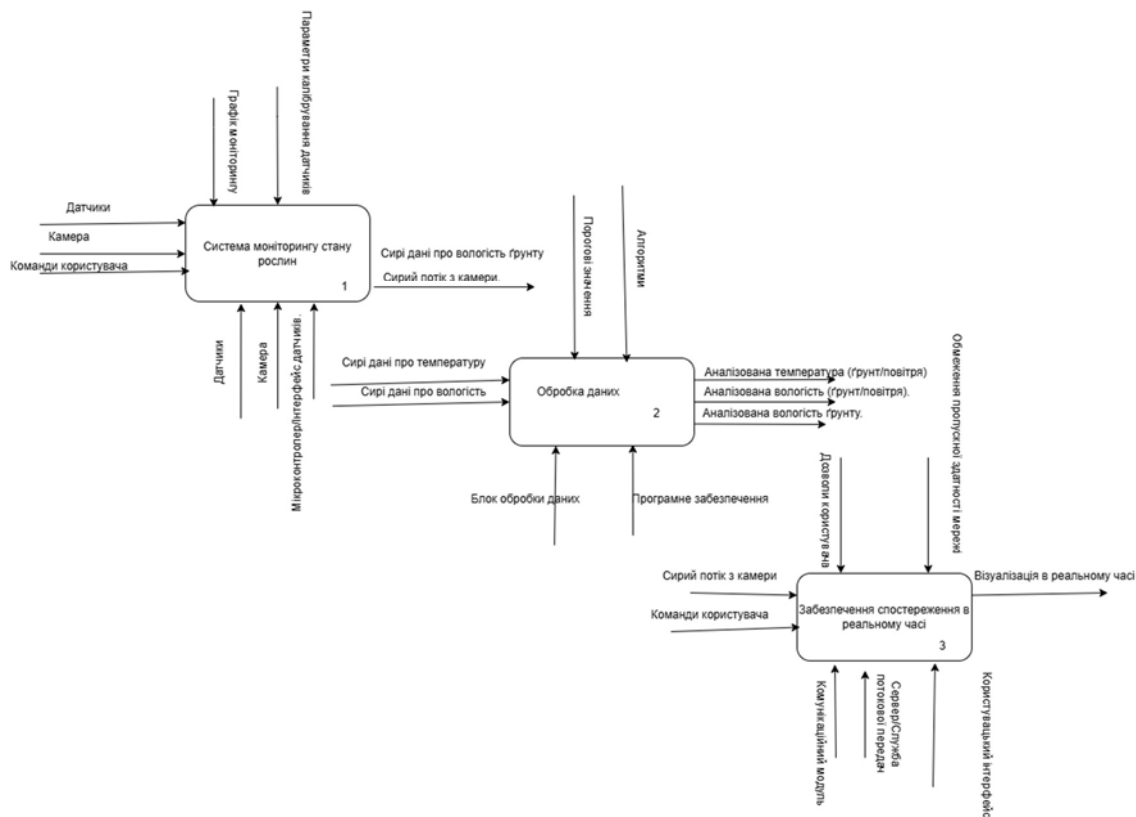 Графік моніторингу
Параметри калібрування датчиків
Датчики
Камера
Команди користувача
Система моніторингу стану
рослин
1
Сирі дані про вологість ґрунту
Сирий потік з камери.
Датчики
Камера
Мікроконтролер/Інтерфейс датчиків.
Порогові значення
Алгоритми
Сирі дані про температуру
Сирі дані про вологість
Обробка даних
2
Аналізована температура (ґрунт/повітря)
Аналізована вологість (ґрунт/повітря).
Аналізована вологість ґрунту.
Блок обробки даних
Програмне забезпечення
Дозволи користувача
Обмеження пропускної здатності мережі
Сирий потік з камери
Команди користувача
Забезпечення спостереження в
реальному часі
3
Візуалізація в реальному часі
Комунікаційний модуль
Сервер/Служба
потокової передач
Користувацький інтерфейс